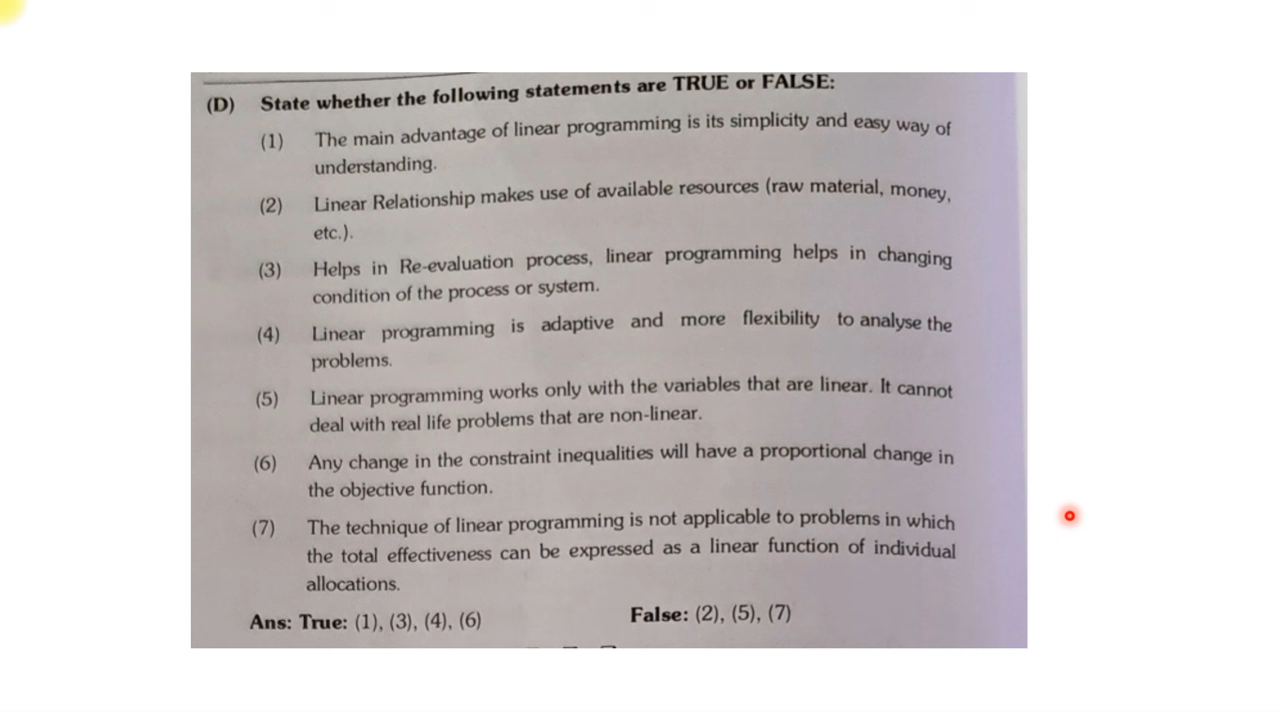 (D) State whether the following statements are TRUE or FALSE:
(1) The main advantage of linear programming is its simplicity and easy way of
understanding.
(2) Linear Relationship makes use of available resources (raw material, money,
etc.).
(3) Helps in Re-evaluation process, linear programming helps in changing
condition of the process or system.
(4) Linear programming is adaptive and more flexibility to analyse the
problems.
(5) Linear programming works only with the variables that are linear. It cannot
deal with real life problems that are non-linear.
(6) Any change in the constraint inequalities will have a proportional change in
the objective function.
(7) The technique of linear programming is not applicable to problems in which
the total effectiveness can be expressed as a linear function of individual
allocations.
Ans: True: (1), (3), (4), (6) False: (2), (5), (7)